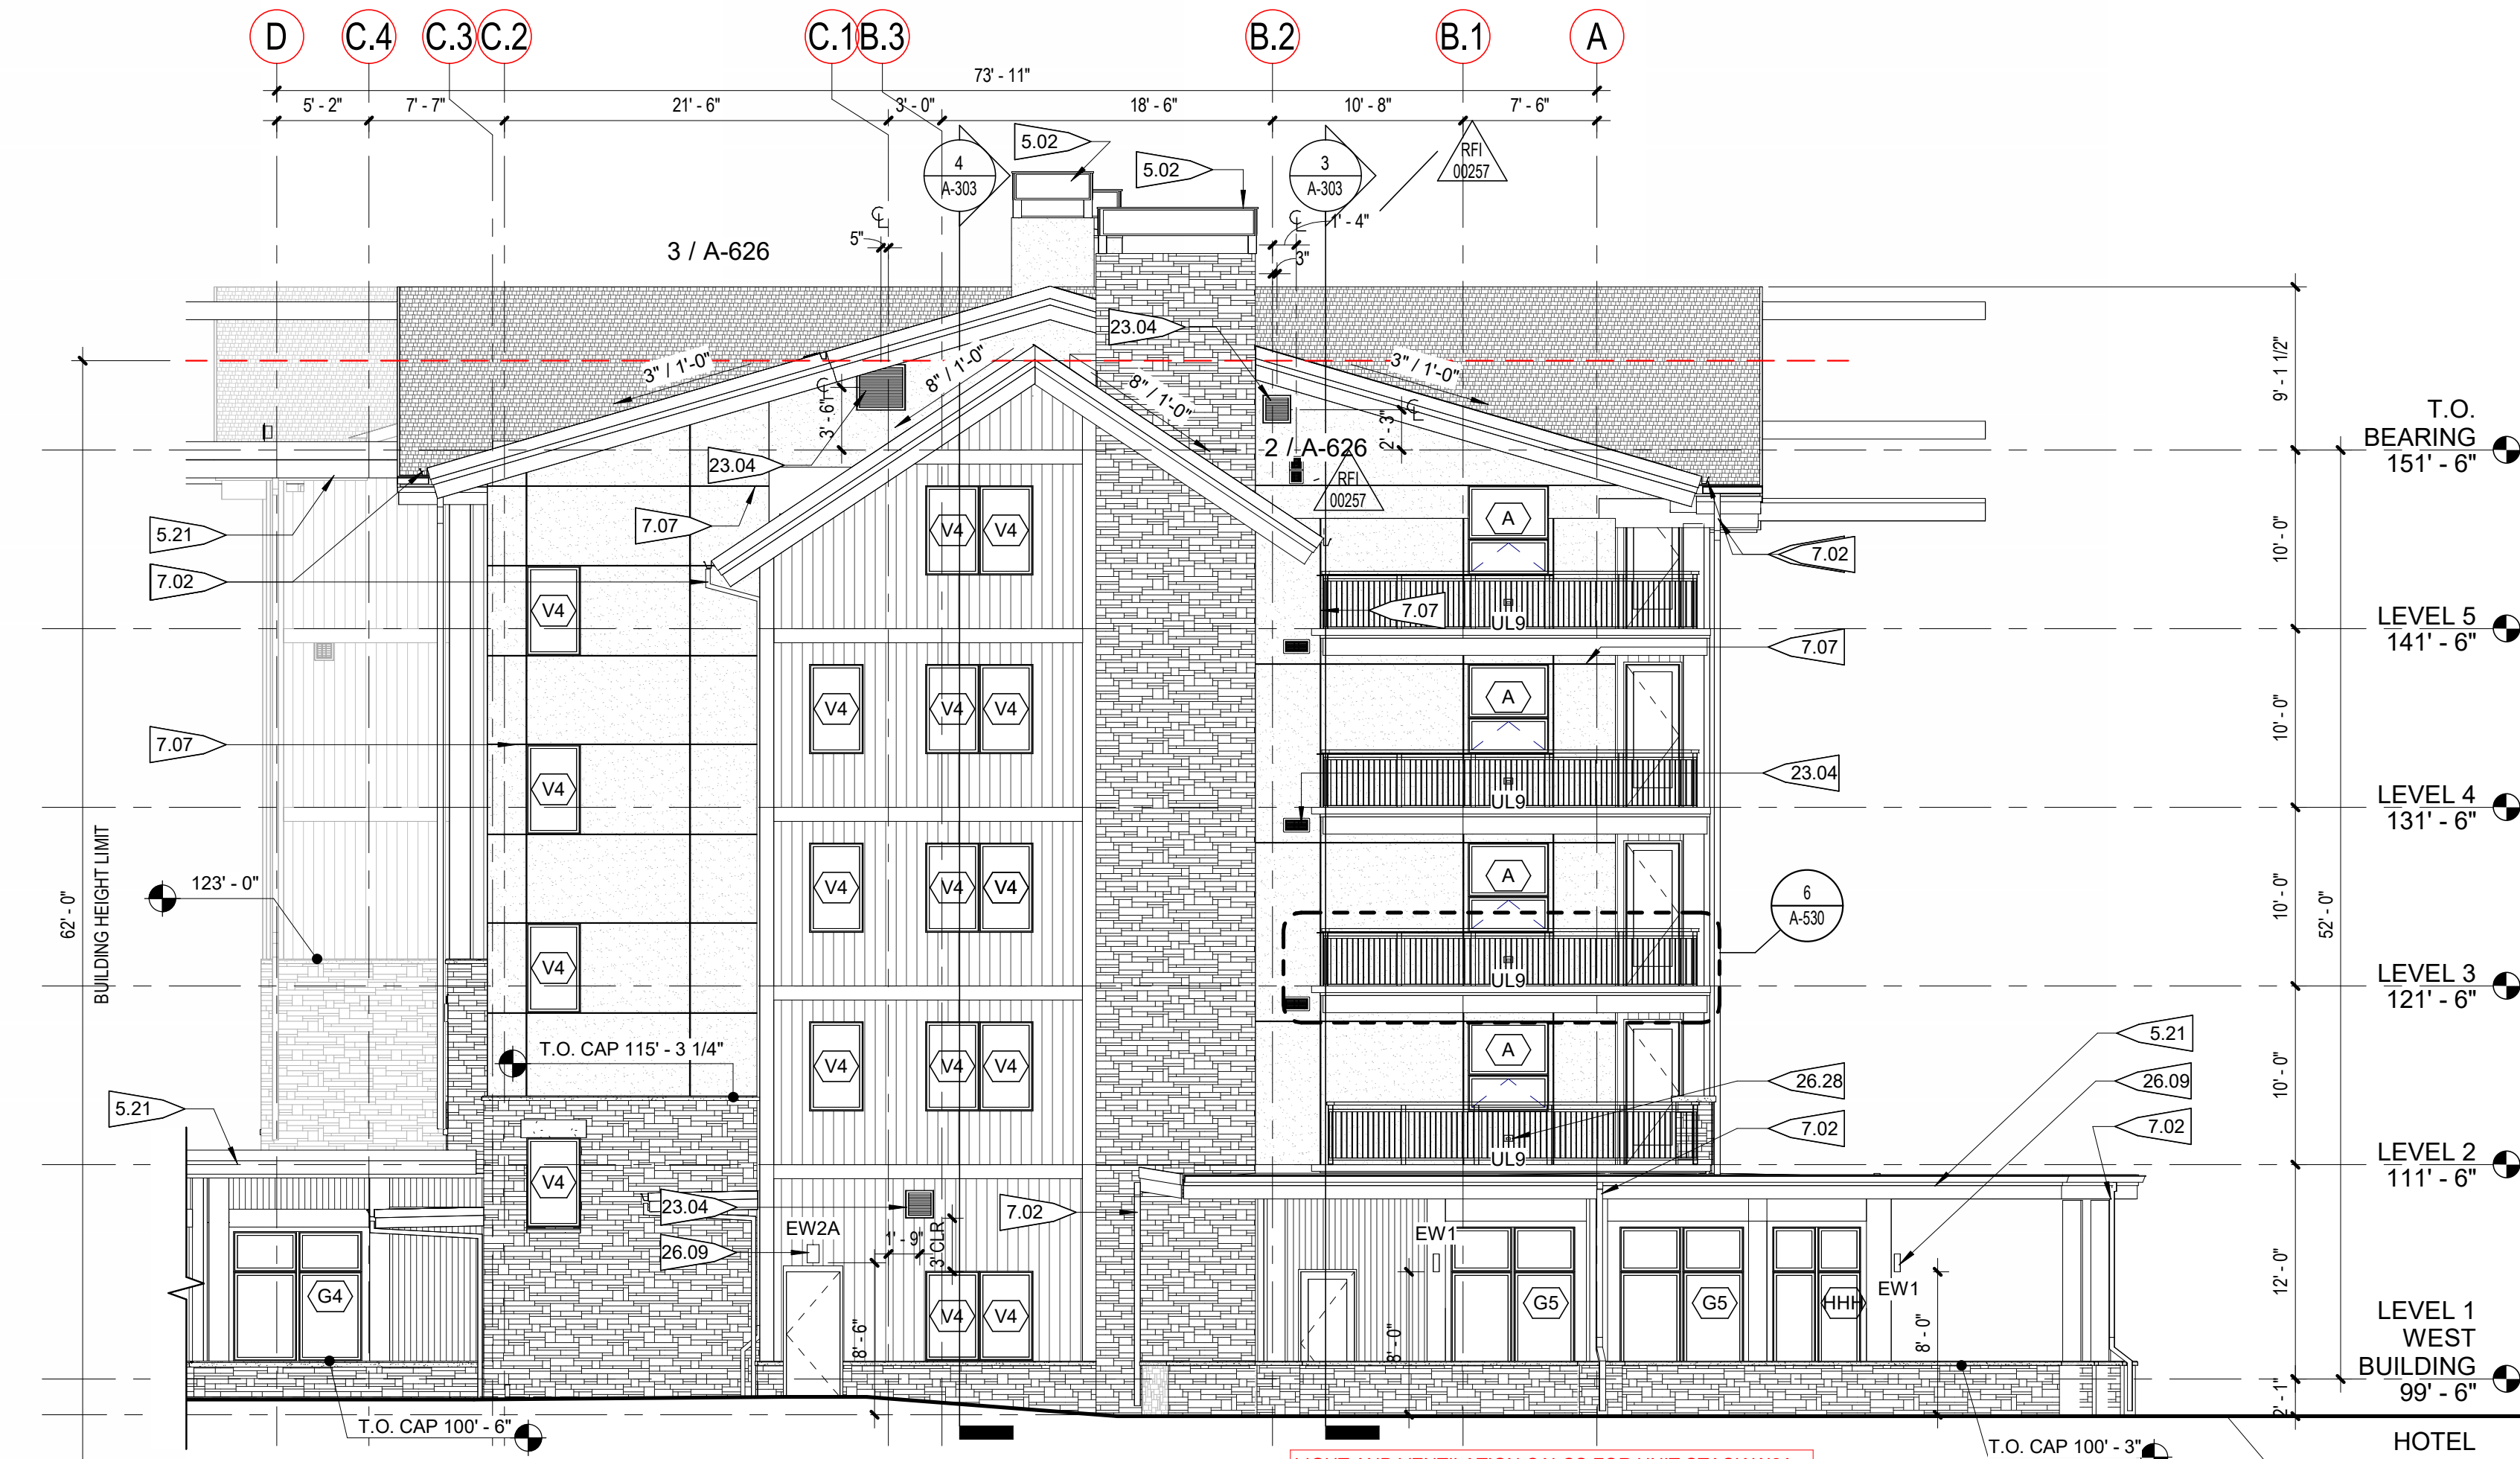 D C.4 C.3 C.2 C.1 B.3 B.2 B.1 A
73' - 11"
5' - 2" 7' - 7" 21' - 6" 3' - 0" 18' - 6" 10' - 8" 7' - 6"
5.02
4
A-303
5.02
3
A-303
RFI
00257
1' - 4"
5"
3"
3 / A-626
23.04
3" / 1'-0"
8" / 1'-0"
8" / 1'-0"
3" / 1'-0"
9' - 1 1/2"
3' - 6"
2' - 3"
T.O.
BEARING
151' - 6"
2 / A-626
23.04
RFI
00257
5.21
7.07
V4 V4
A
10' - 0"
7.02
7.02
V4
7.07
UL9
LEVEL 5
141' - 6"
7.07
V4
V4 V4
A
10' - 0"
7.07
V4
23.04
UL9
LEVEL 4
131' - 6"
62' - 0"
BUILDING HEIGHT LIMIT
123' - 0"
V4
V4 V4
A
6
A-530
10' - 0"
52' - 0"
V4
UL9
LEVEL 3
121' - 6"
T.O. CAP 115' - 3 1/4"
V4
V4 V4
A
5.21
10' - 0"
26.28
26.09
5.21
7.02
7.02
UL9
LEVEL 2
111' - 6"
V4
23.04
7.02
EW2A
1' - 9"
3' CLR
EW1
26.09
EW1
12' - 0"
G4
V4 V4
G5
G5
HHH
8' - 6"
8' - 0"
8' - 0"
LEVEL 1
WEST
BUILDING
99' - 6"
2' - 1"
T.O. CAP 100' - 6"
T.O. CAP 100' - 3"
HOTEL